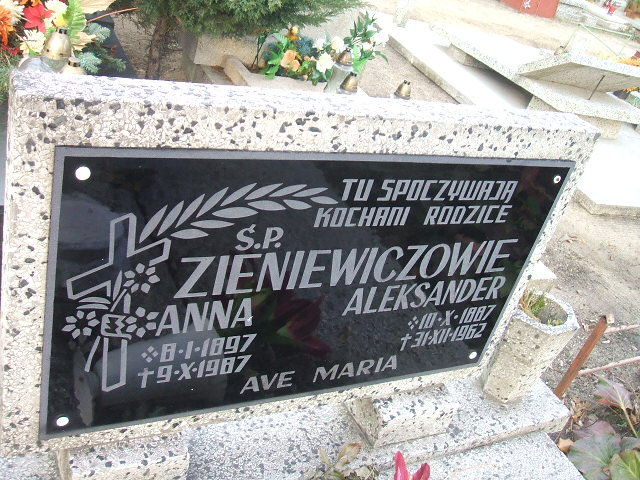 TU SPOCZYWAJĄ
KOCHANI RODZICE
Ś.P.
ZIENIEWICZOWIE
ANNA
8-I-1897
†9-X-1987
ALEKSANDER
10-X-1887
†31-XII-1962
AVE MARIA